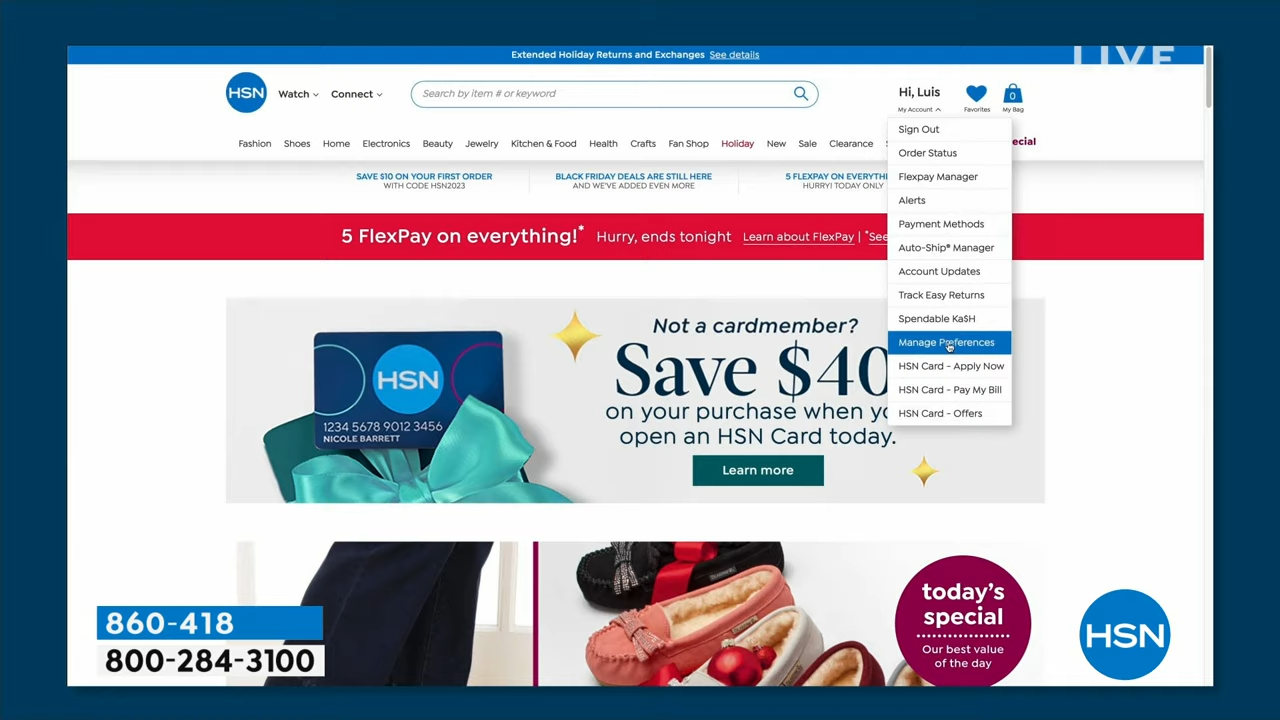 Extended Holiday Returns and Exchanges See details
LIVE
HSN
Watch
Connect
Search by item # or keyword
Hi, Luis
My Account
Favorites
0
My Bag
Fashion Shoes Home Electronics Beauty Jewelry Kitchen & Food Health Crafts Fan Shop Holiday New Sale Clearance
ecial
Sign Out
Order Status
Flexpay Manager
Alerts
Payment Methods
Auto-Ship® Manager
Account Updates
Track Easy Returns
Spendable Ka$H
Manage Preferences
HSN Card - Apply Now
HSN Card - Pay My Bill
HSN Card - Offers
SAVE $10 ON YOUR FIRST ORDER
WITH CODE HSN2023
BLACK FRIDAY DEALS ARE STILL HERE
AND WE'VE ADDED EVEN MORE
5 FLEXPAY ON EVERYTHI
HURRY! TODAY ONLY
5 FlexPay on everything!* Hurry, ends tonight Learn about FlexPay | *See
Not a cardmember?
Save $40
on your purchase when yo
open an HSN Card today.
Learn more
HSN
1234 5678 9012 3456
NICOLE BARRETT
today's
special
Our best value
of the day
860-418
800-284-3100
HSN